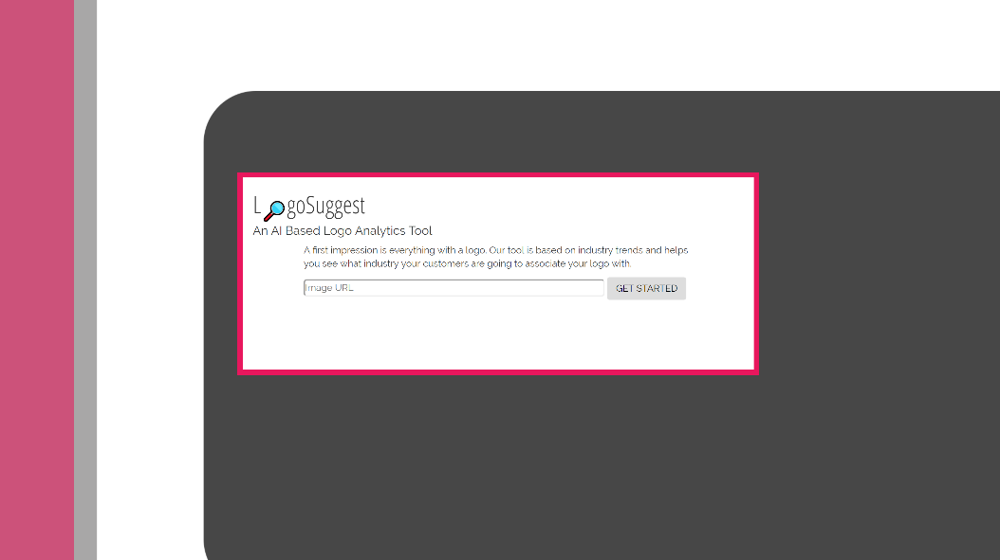 LogoSuggest
An AI Based Logo Analytics Tool
A first impression is everything with a logo. Our tool is based on industry trends and helps
you see what industry your customers are going to associate your logo with.
Image URL GET STARTED